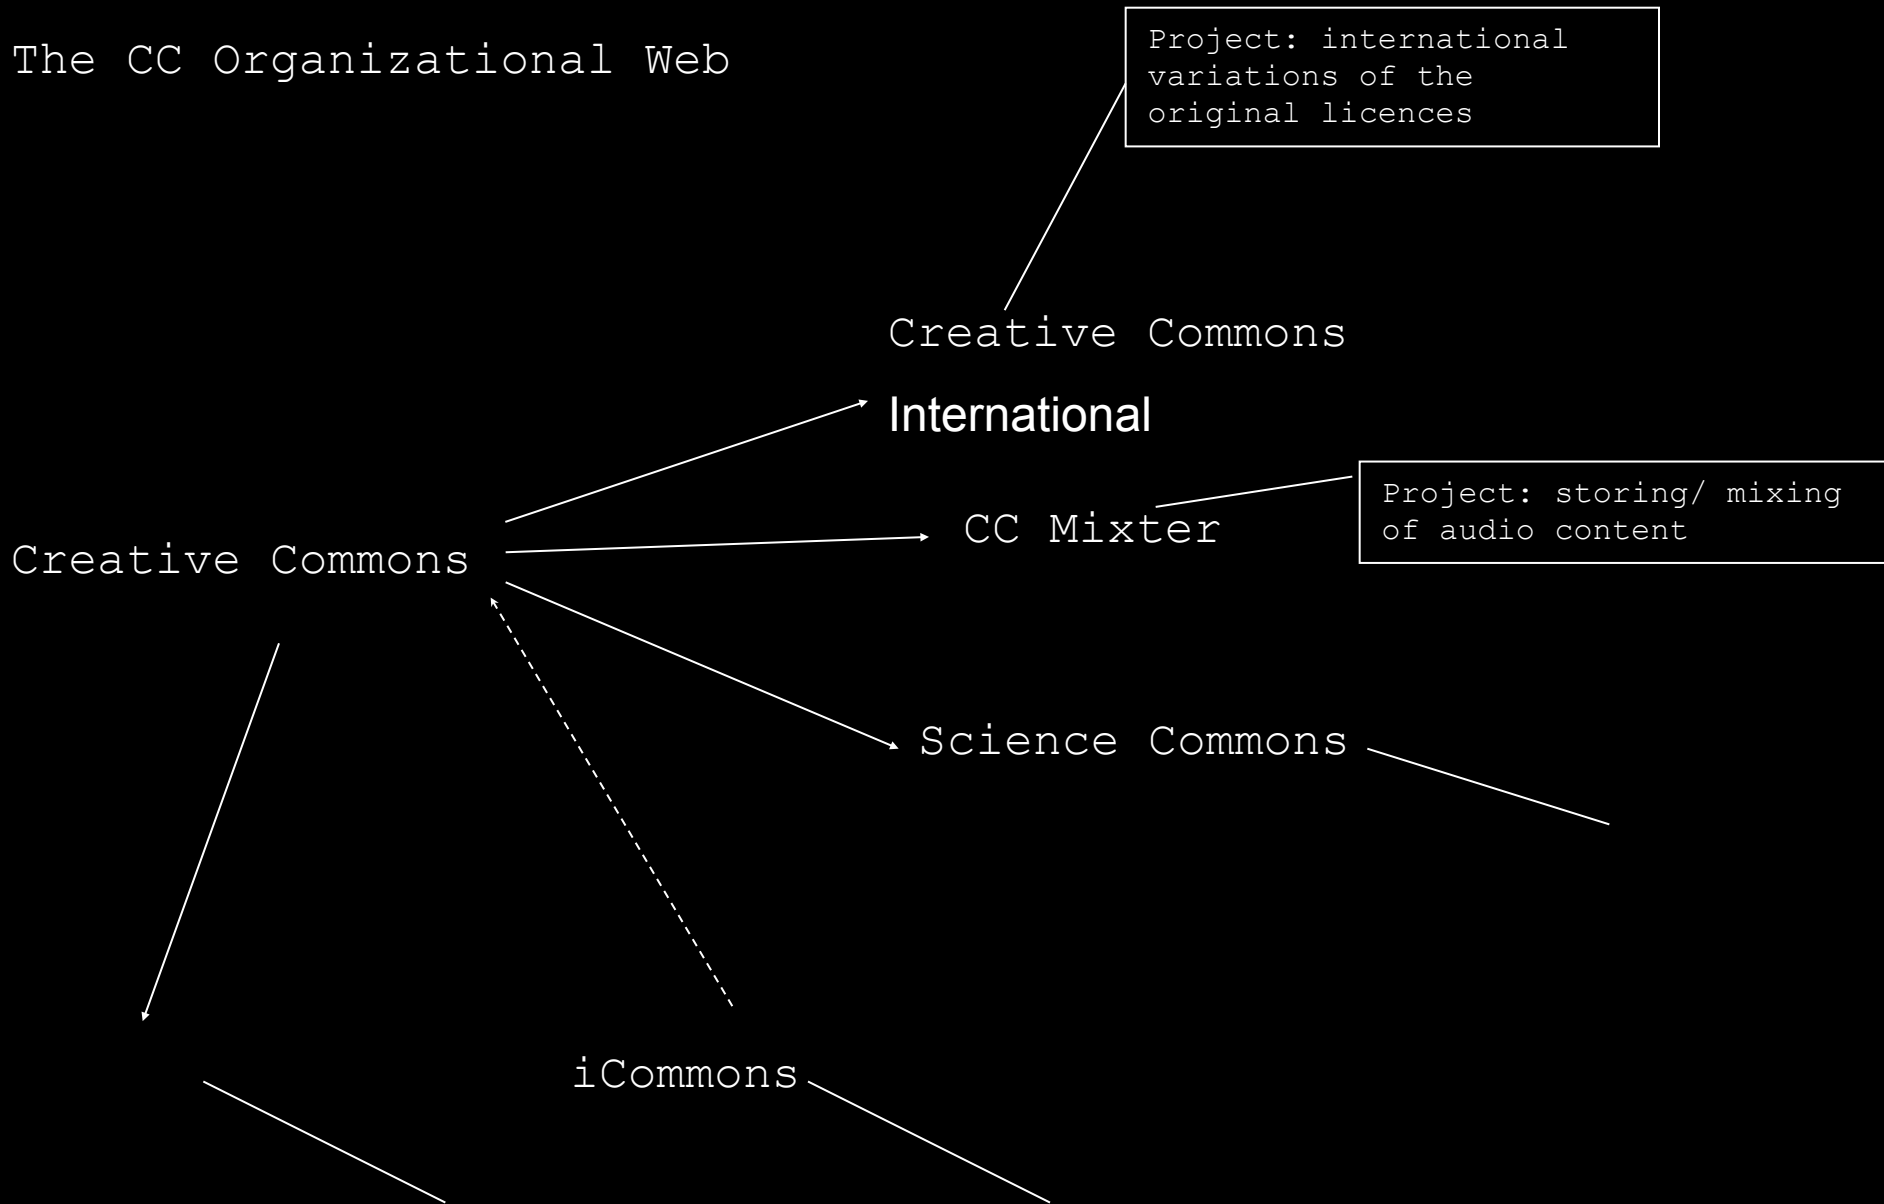 The CC Organizational Web
Project: international
variations of the
original licences
Creative Commons
International
Project: storing/ mixing
of audio content
CC Mixter
Creative Commons
Science Commons
iCommons